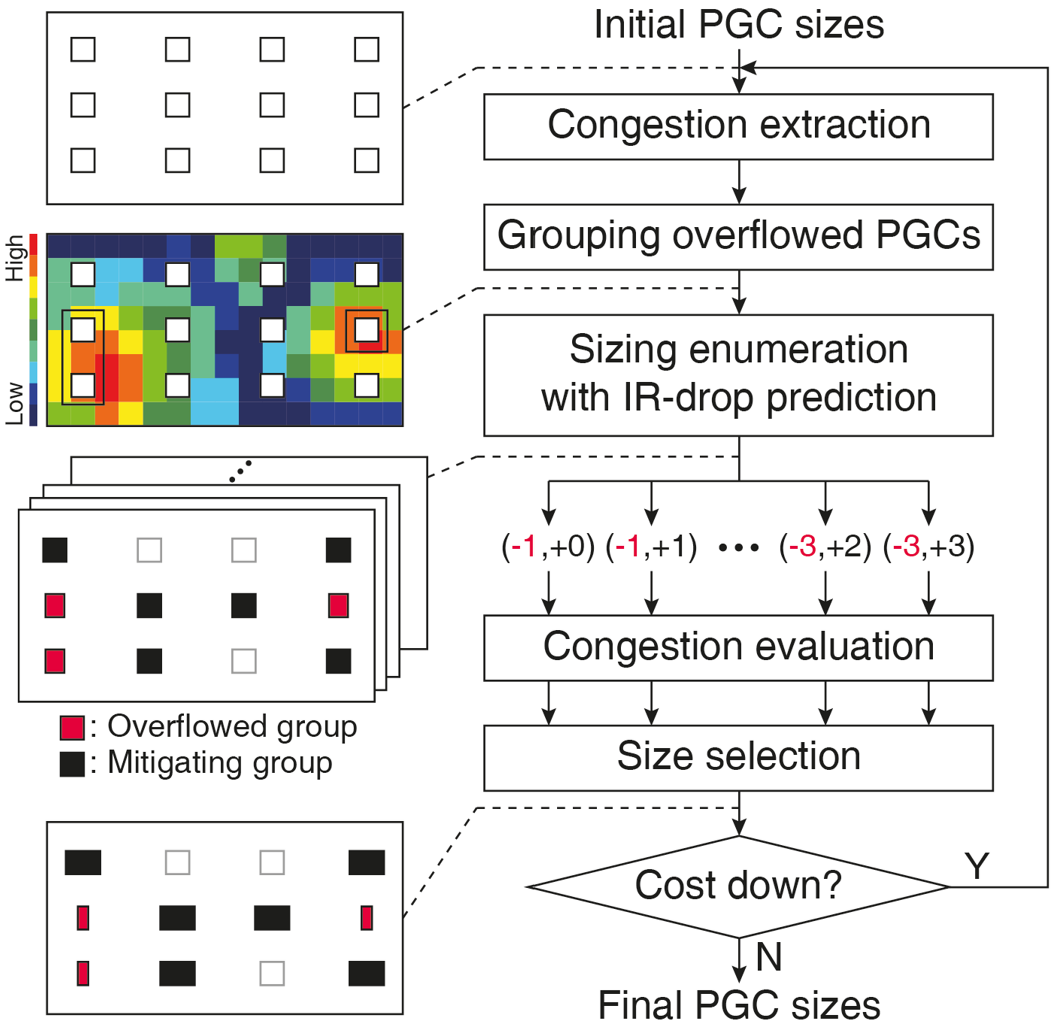 Initial PGC sizes
Congestion extraction
Grouping overflowed PGCs
High
Low
Sizing enumeration
with IR-drop prediction
(-1,+0) (-1,+1) ••• (-3,+2) (-3,+3)
Congestion evaluation
: Overflowed group
: Mitigating group
Size selection
Cost down?
Y
N
Final PGC sizes